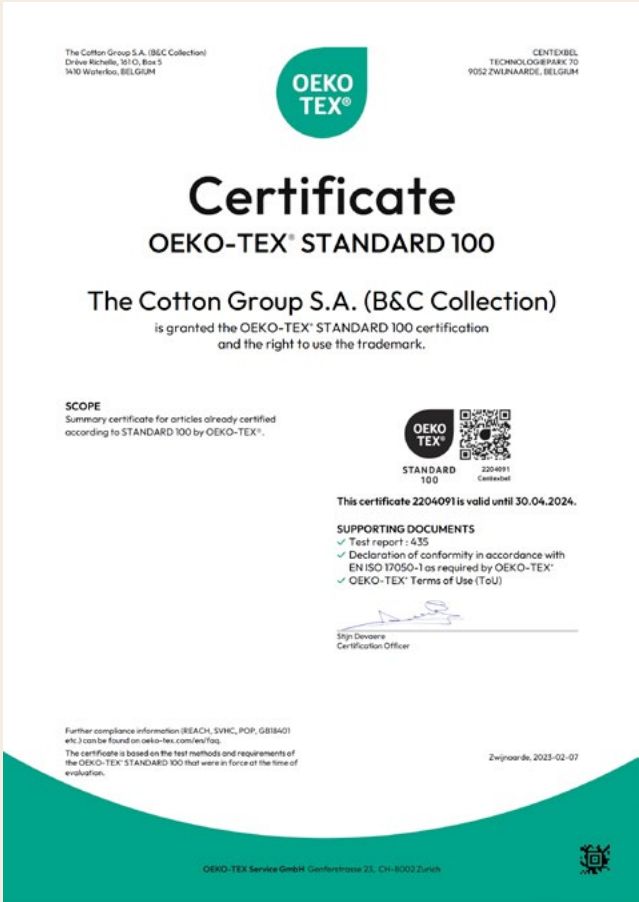 The Cotton Group S.A. (B&C Collection)
Drève Richelle, 161 O, Box 5
1410 Waterloo, BELGIUM
CENTEXBEL
TECHNOLOGIEPARK 70
9052 ZWIJNAARDE, BELGIUM
OEKO
TEX®
Certificate
OEKO-TEX® STANDARD 100
The Cotton Group S.A. (B&C Collection)
is granted the OEKO-TEX® STANDARD 100 certification
and the right to use the trademark.
SCOPE
Summary certificate for articles already certified
according to STANDARD 100 by OEKO-TEX®.
OEKO
TEX®
STANDARD
100
2204091
Centexbel
This certificate 2204091 is valid until 30.04.2024.
SUPPORTING DOCUMENTS
✓ Test report : 435
✓ Declaration of conformity in accordance with
EN ISO 17050-1 as required by OEKO-TEX®
✓ OEKO-TEX® Terms of Use (ToU)
Stijn Devaere
Certification Officer
Further compliance information (REACH, SVHC, POP, GB18401
etc.) can be found on oeko-tex.com/en/faq.
The certificate is based on the test methods and requirements of
the OEKO-TEX® STANDARD 100 that were in force at the time of
evaluation.
Zwijnaarde, 2023-02-07
OEKO-TEX Service GmbH Genferstrasse 23, CH-8002 Zurich